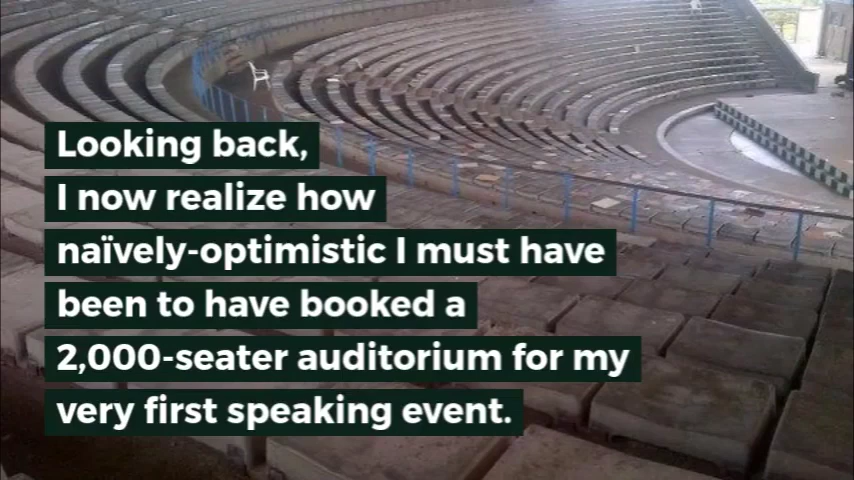 Looking back,
I now realize how
naïvely-optimistic I must have
been to have booked a
2,000-seater auditorium for my
very first speaking event.